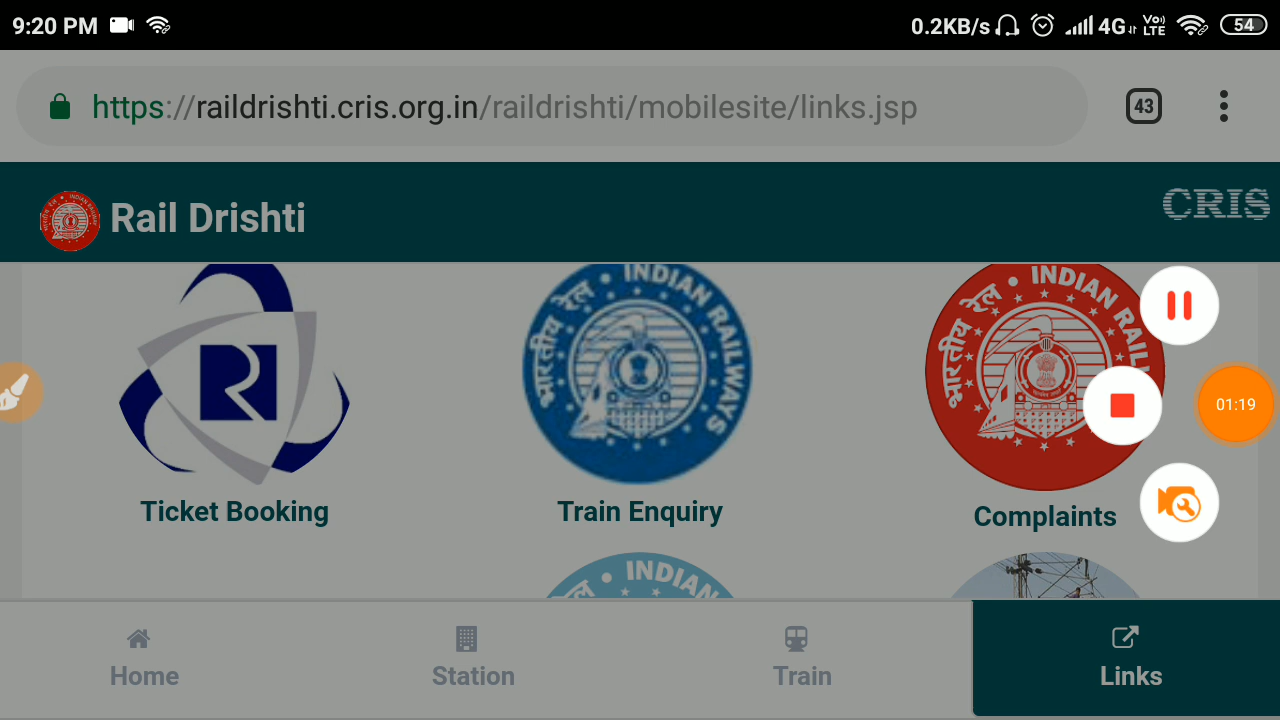 9:20 PM 0.2KB/s 4G Vo)) LTE 54
https://raildrishti.cris.org.in/raildrishti/mobilesite/links.jsp 43
Rail Drishti CRIS
भारतीय रेल • INDIAN RAILWAYS
भारतीय रेल • INDIAN RAIL
01:19
Ticket Booking Train Enquiry Complaints
रेल • INDIAN
Home Station Train Links